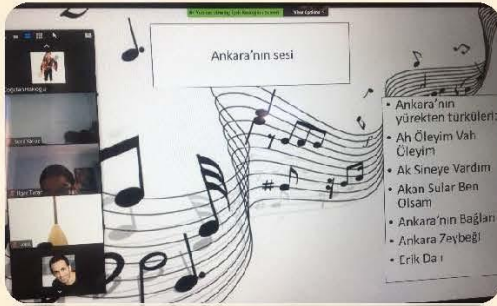 Ankara'nın sesi
• Ankara'nın
yürekten türküleri:
• Ah Öleyim Vah
Öleyim
• Ak Sineye Vardım
• Akan Sular Ben
Olsam
• Ankara'nın Bağları
• Ankara Zeybeği
• Erik Dalı